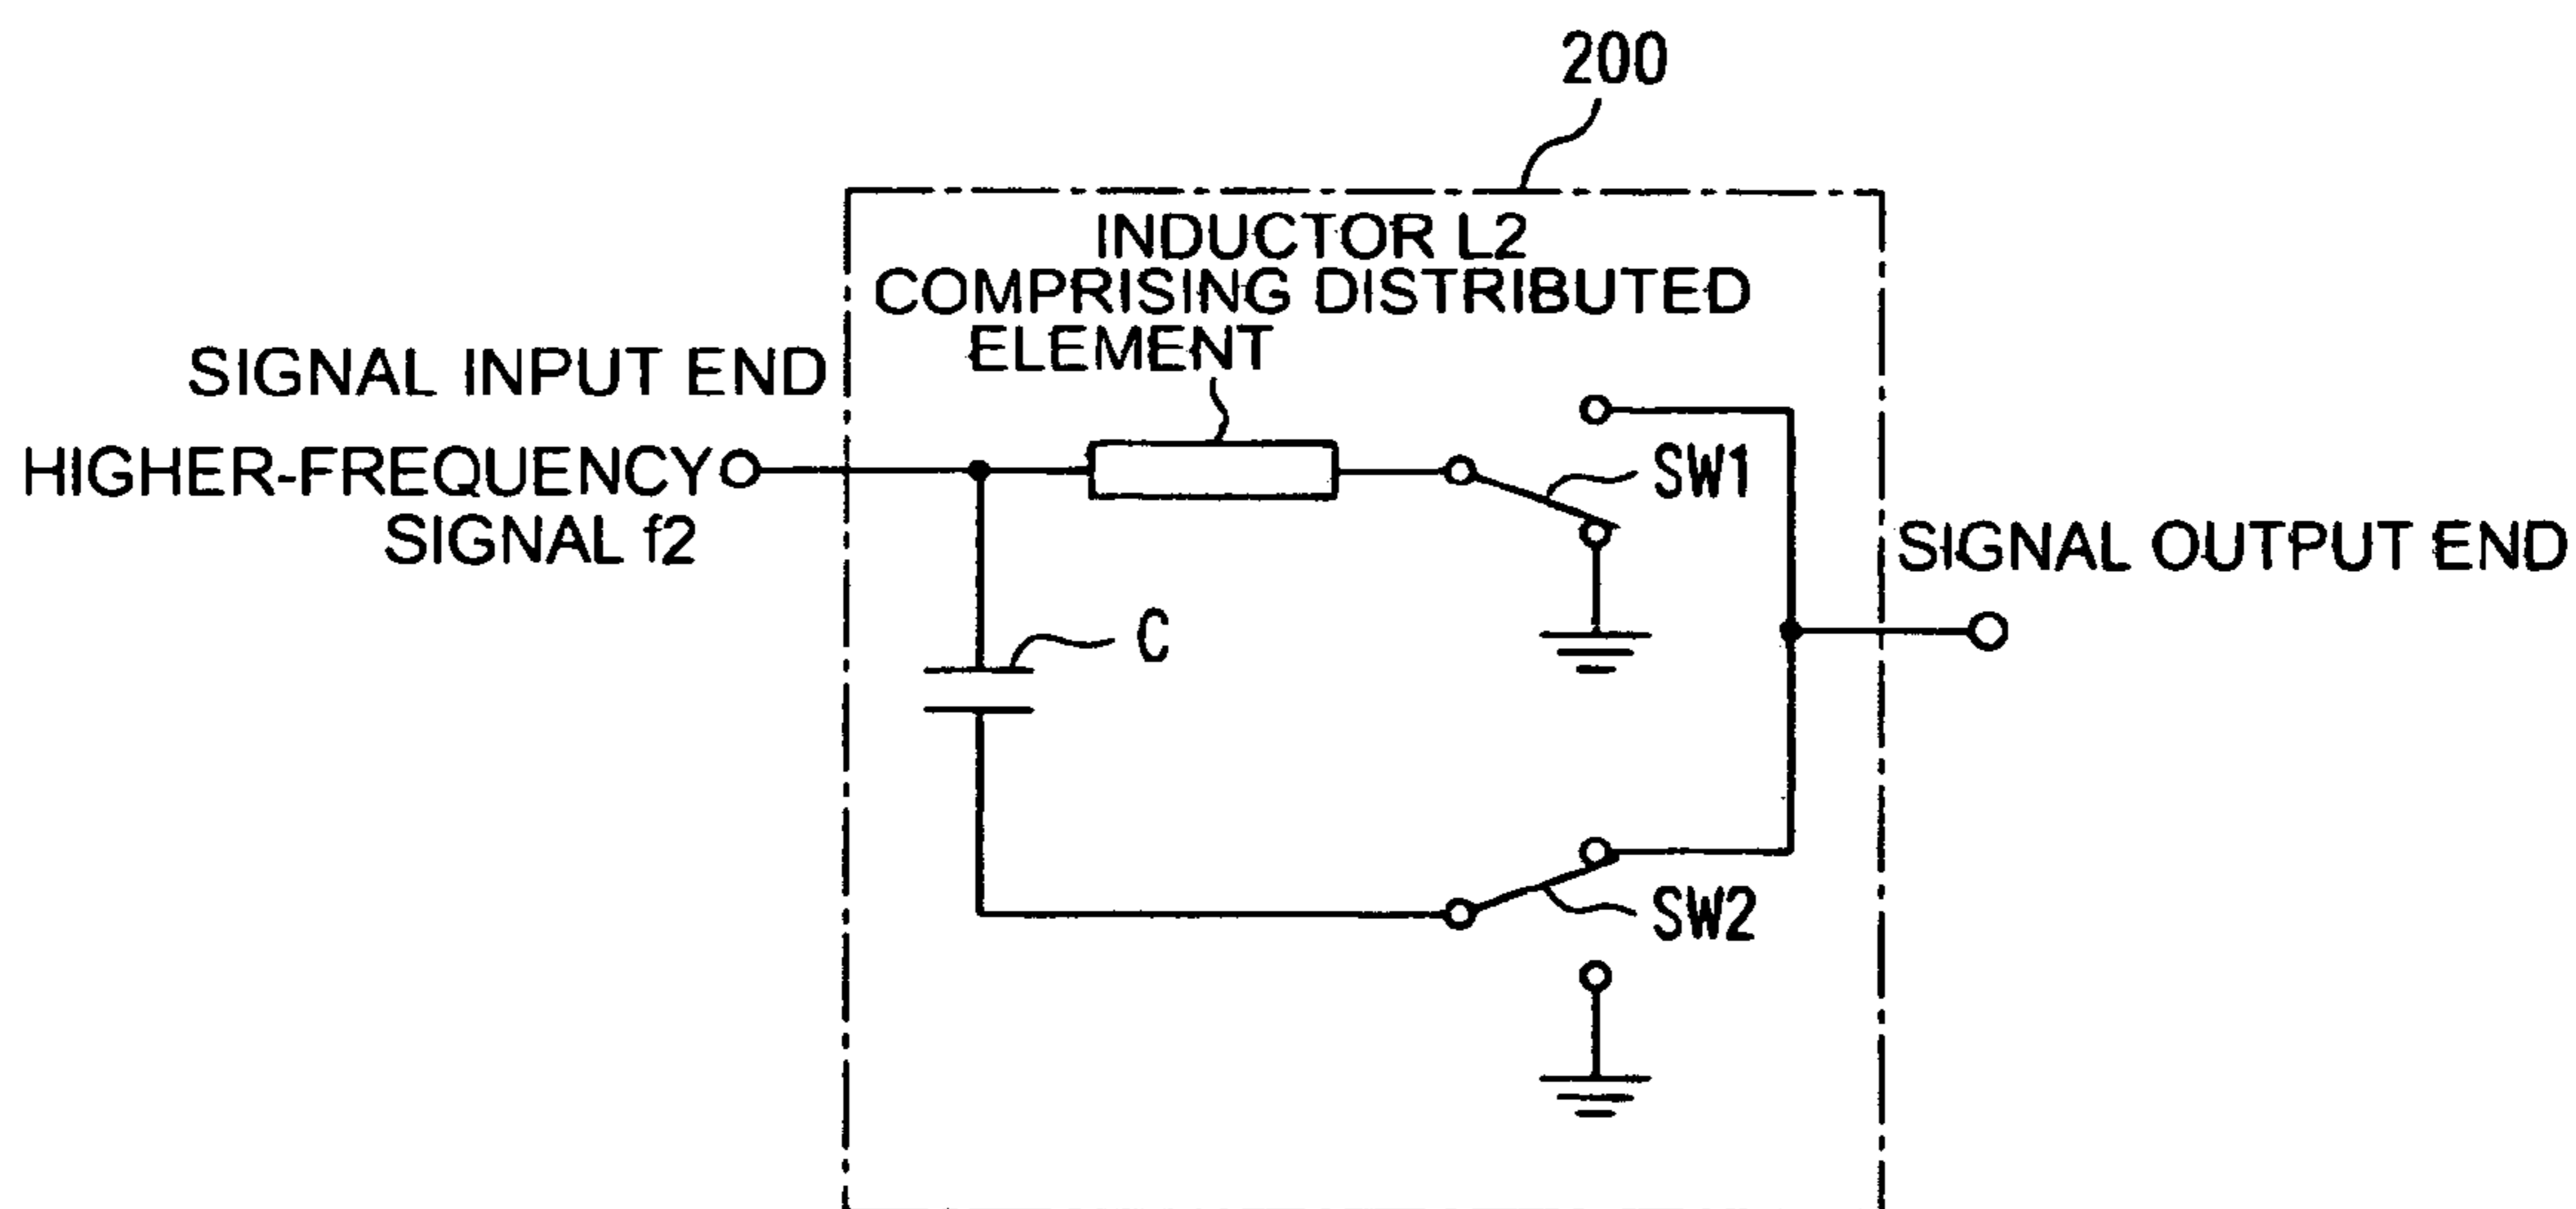 200
INDUCTOR L2
COMPRISING DISTRIBUTED
ELEMENT
SIGNAL INPUT END
HIGHER-FREQUENCY
SIGNAL f2
SW1
SIGNAL OUTPUT END
C
SW2